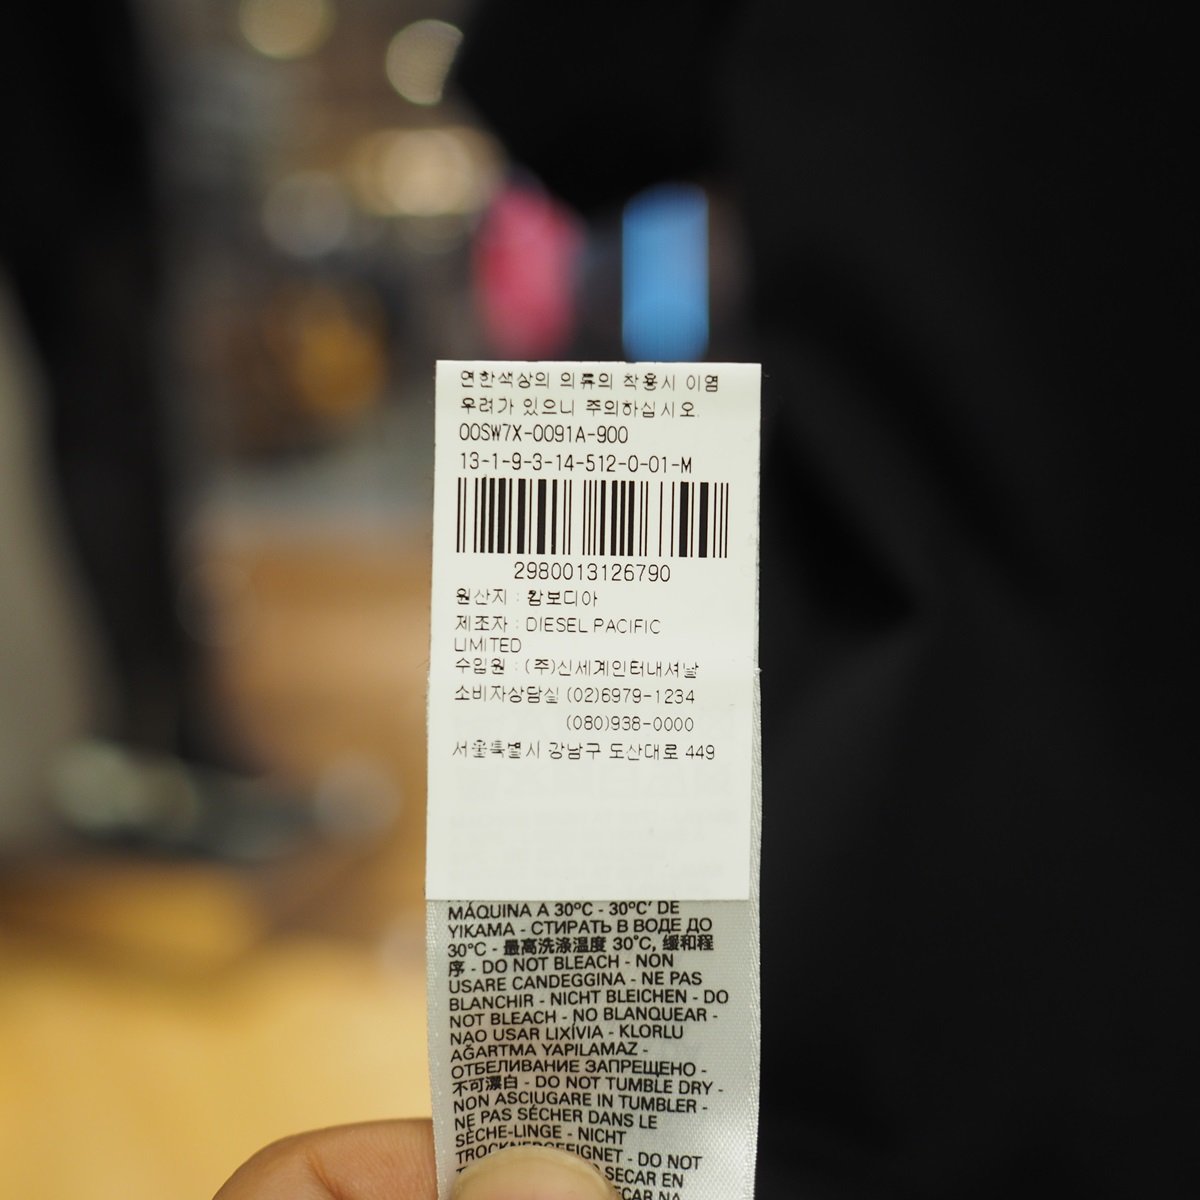 연한색상의 의류의 착용시 이염
우려가 있으니 주의하십시오.
00SW7X-0091A-900
13-1-9-3-14-512-0-01-M
2980013126790
원산지 : 캄보디아
제조자 : DIESEL PACIFIC
LIMITED
수입원 : (주)신세계인터내셔날
소비자상담실 (02)6979-1234
(080)938-0000
서울특별시 강남구 도산대로 449
MÁQUINA A 30°C - 30°C' DE
YIKAMA - СТИРАТЬ В ВОДЕ ДО
30°C - 最高洗涤温度 30°C, 缓和程
序 - DO NOT BLEACH - NON
USARE CANDEGGINA - NE PAS
BLANCHIR - NICHT BLEICHEN - DO
NOT BLEACH - NO BLANQUEAR -
NAO USAR LIXÍVIA - KLORLU
AĞARTMA YAPILAMAZ -
ОТБЕЛИВАНИЕ ЗАПРЕЩЕНО -
不可漂白 - DO NOT TUMBLE DRY -
NON ASCIUGARE IN TUMBLER -
NE PAS SÉCHER DANS LE
SÈCHE-LINGE - NICHT
TROCKNERGEEIGNET - DO NOT
SECAR EN